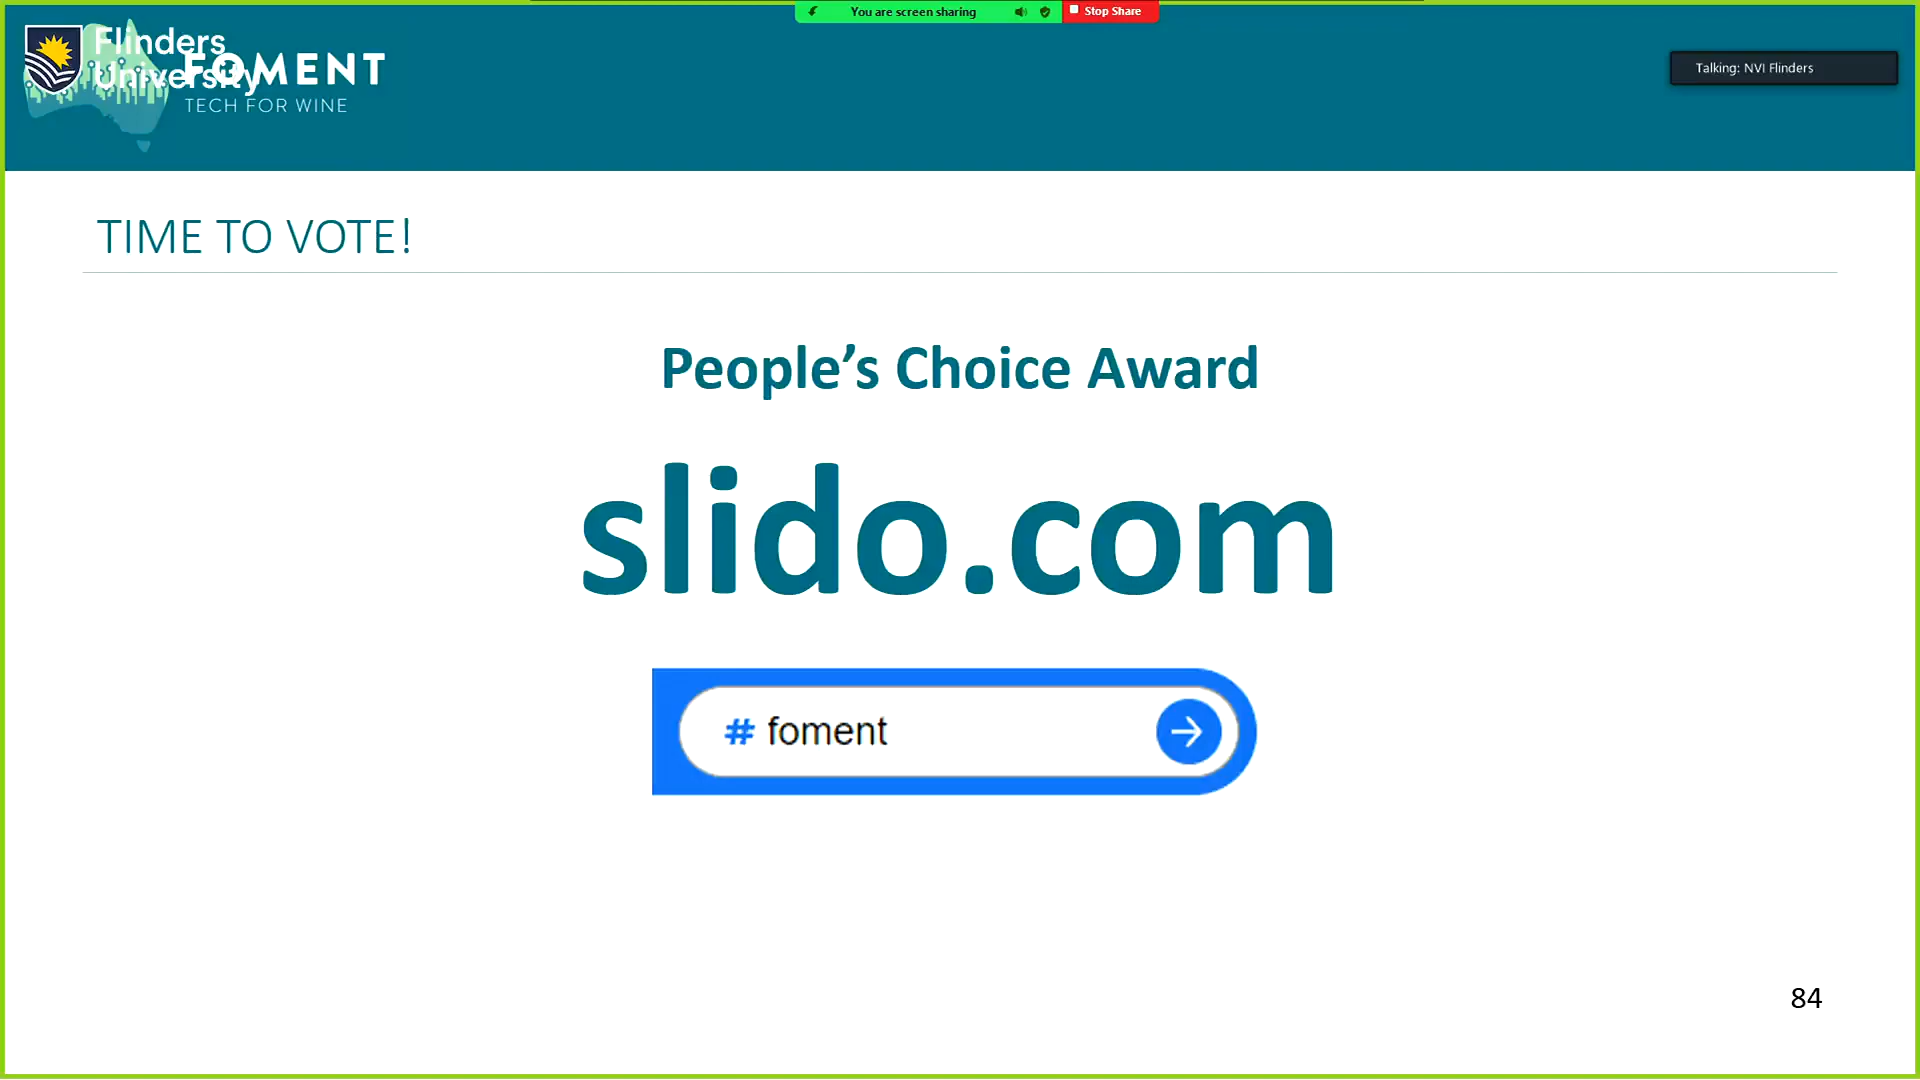 You are screen sharing
Stop Share
Flinders
University
FOMENT
TECH FOR WINE
Talking: NVI Flinders
TIME TO VOTE!
People’s Choice Award
slido.com
# foment
84